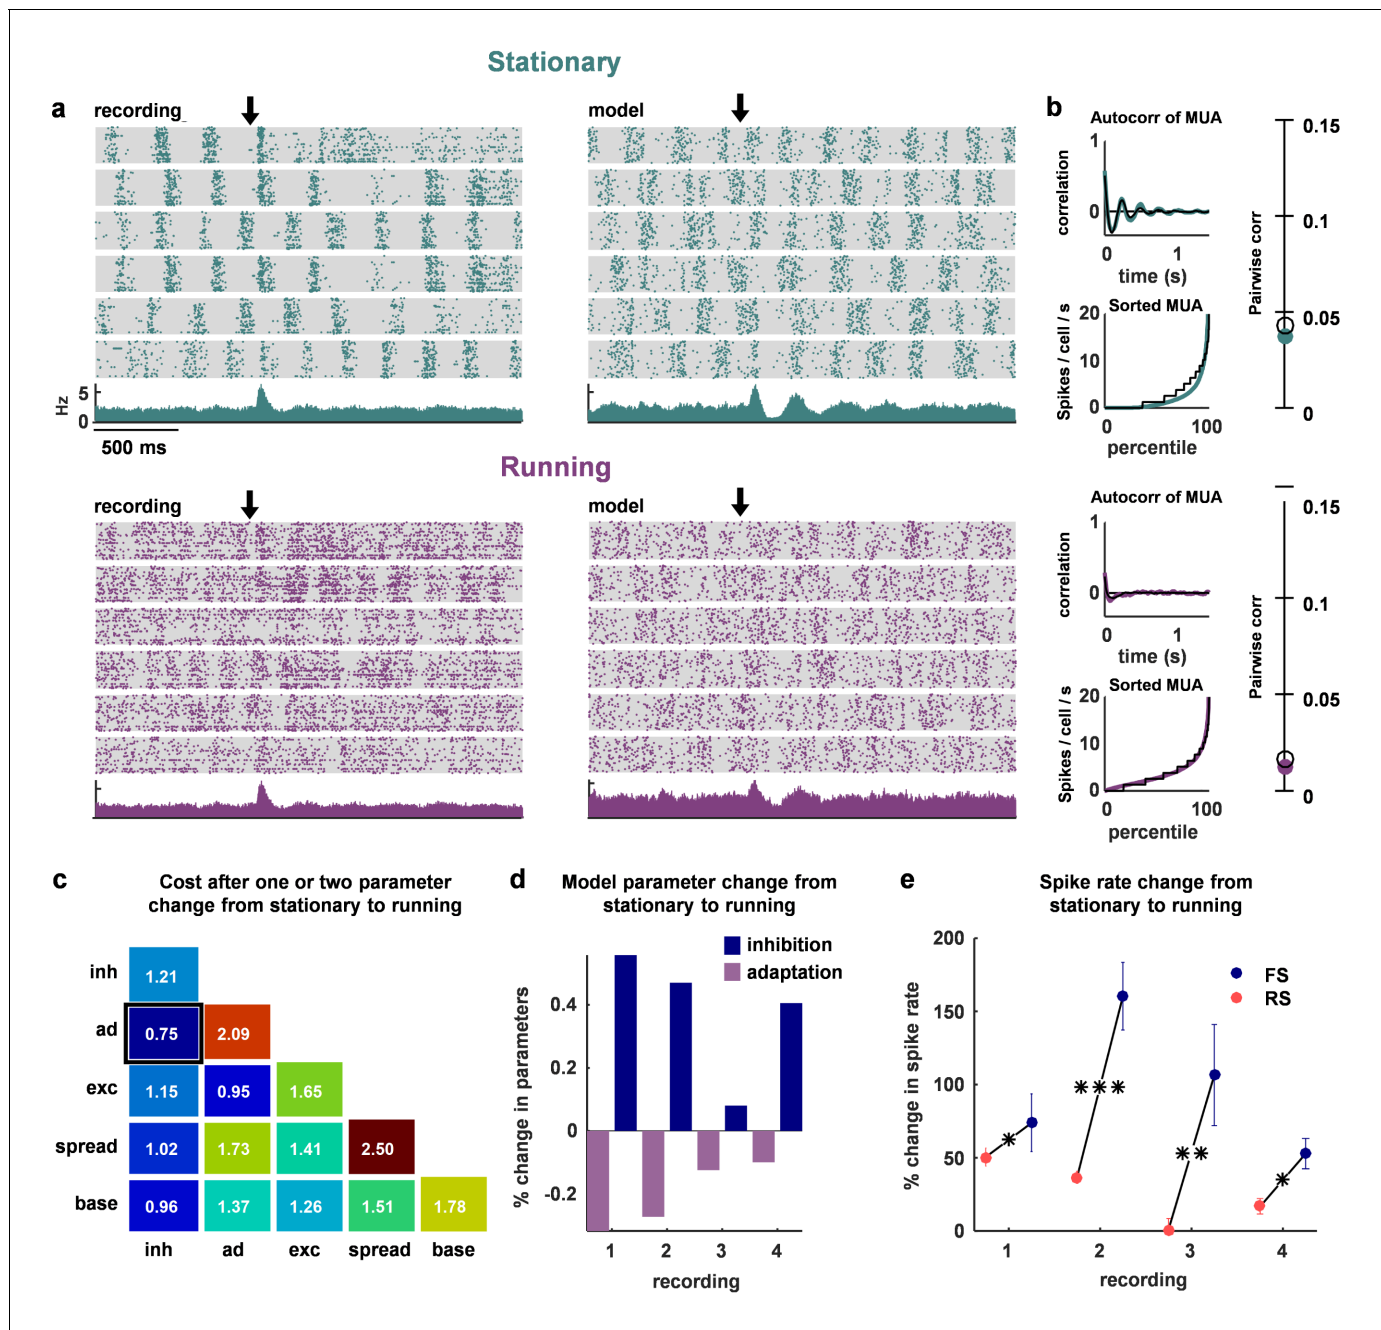 Stationary
a
recording
model
b
Autocorr of MUA
1
0
correlation
0
1
time (s)
Sorted MUA
20
10
0
Spikes / cell / s
0
100
percentile
0.15
0.1
0.05
0
Pairwise corr
5
0
Hz
500 ms
Running
recording
model
Autocorr of MUA
1
0
correlation
0
1
time (s)
Sorted MUA
20
10
0
Spikes / cell / s
0
100
percentile
0.15
0.1
0.05
0
Pairwise corr
c
Cost after one or two parameter
change from stationary to running
inh
1.21
ad
0.75
2.09
exc
1.15
0.95
1.65
spread
1.02
1.73
1.41
2.50
base
0.96
1.37
1.26
1.51
1.78
inh
ad
exc
spread
base
d
Model parameter change from
stationary to running
inhibition
adaptation
% change in parameters
0.4
0.2
0
-0.2
1
2
3
4
recording
e
Spike rate change from
stationary to running
FS
RS
% change in spike rate
200
150
100
50
0
1
2
3
4
recording